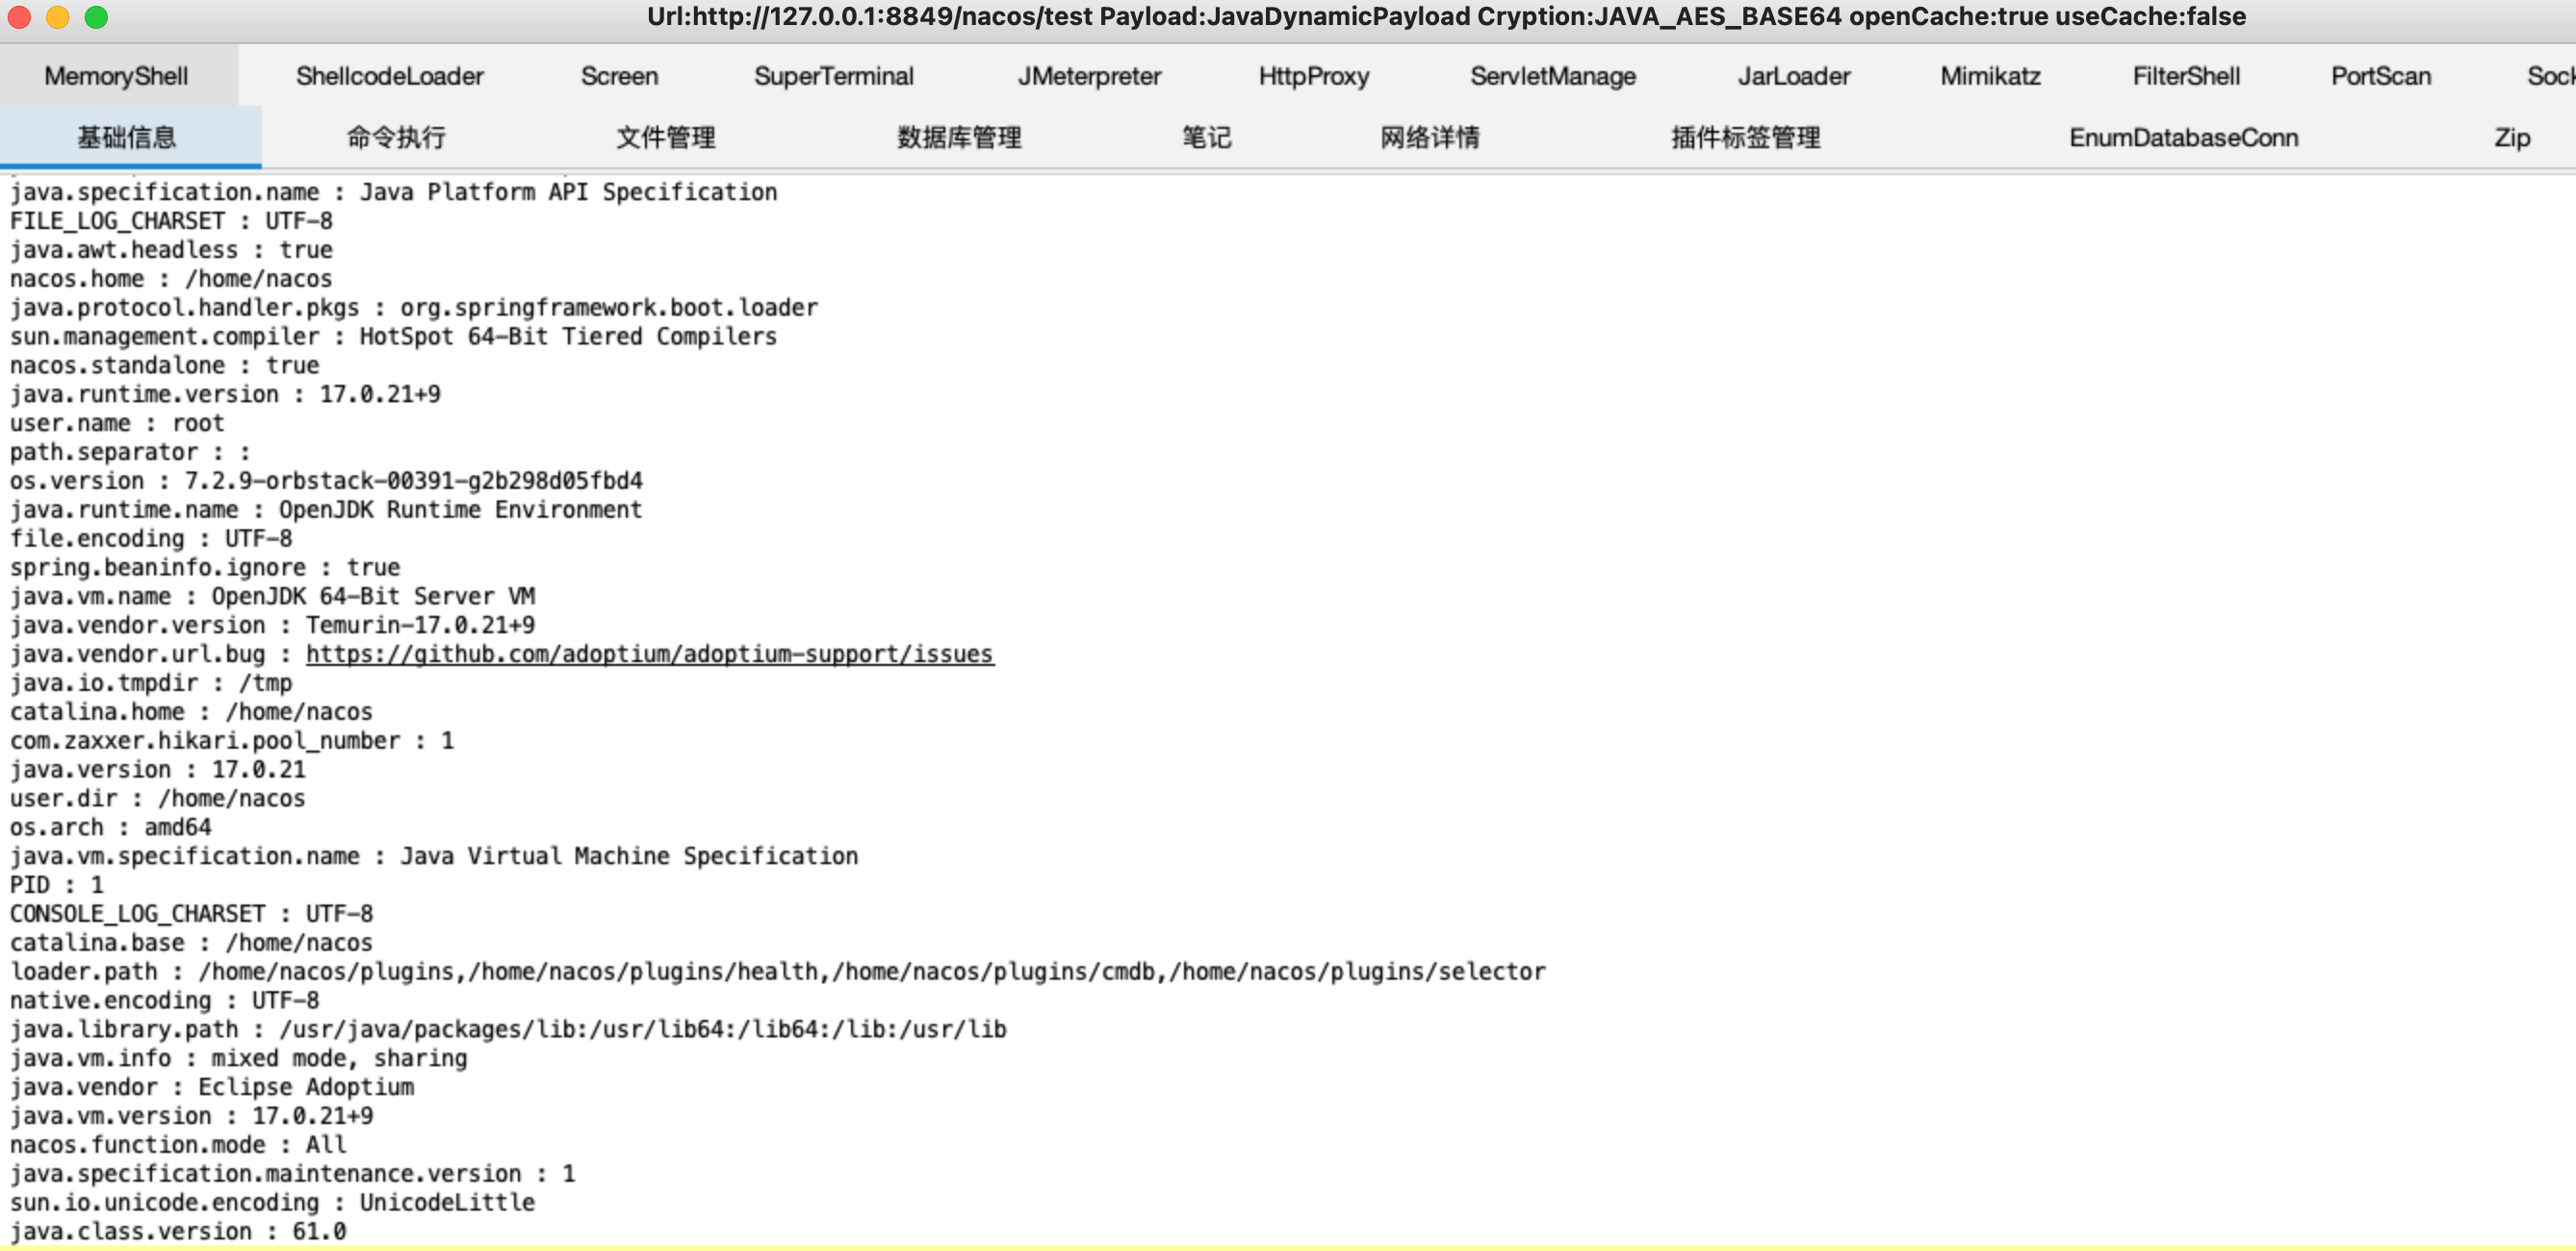 Url:http://127.0.0.1:8849/nacos/test Payload:JavaDynamicPayload Cryption:JAVA_AES_BASE64 openCache:true useCache:false
MemoryShell ShellcodeLoader Screen SuperTerminal JMeterpreter HttpProxy ServletManage JarLoader Mimikatz FilterShell PortScan Sock
基础信息 命令执行 文件管理 数据库管理 笔记 网络详情 插件标签管理 EnumDatabaseConn Zip
java.specification.name : Java Platform API Specification
FILE_LOG_CHARSET : UTF-8
java.awt.headless : true
nacos.home : /home/nacos
java.protocol.handler.pkgs : org.springframework.boot.loader
sun.management.compiler : HotSpot 64-Bit Tiered Compilers
nacos.standalone : true
java.runtime.version : 17.0.21+9
user.name : root
path.separator : :
os.version : 7.2.9-orbstack-00391-g2b298d05fbd4
java.runtime.name : OpenJDK Runtime Environment
file.encoding : UTF-8
spring.beaninfo.ignore : true
java.vm.name : OpenJDK 64-Bit Server VM
java.vendor.version : Temurin-17.0.21+9
java.vendor.url.bug : https://github.com/adoptium/adoptium-support/issues
java.io.tmpdir : /tmp
catalina.home : /home/nacos
com.zaxxer.hikari.pool_number : 1
java.version : 17.0.21
user.dir : /home/nacos
os.arch : amd64
java.vm.specification.name : Java Virtual Machine Specification
PID : 1
CONSOLE_LOG_CHARSET : UTF-8
catalina.base : /home/nacos
loader.path : /home/nacos/plugins,/home/nacos/plugins/health,/home/nacos/plugins/cmdb,/home/nacos/plugins/selector
native.encoding : UTF-8
java.library.path : /usr/java/packages/lib:/usr/lib64:/lib64:/lib:/usr/lib
java.vm.info : mixed mode, sharing
java.vendor : Eclipse Adoptium
java.vm.version : 17.0.21+9
nacos.function.mode : All
java.specification.maintenance.version : 1
sun.io.unicode.encoding : UnicodeLittle
java.class.version : 61.0